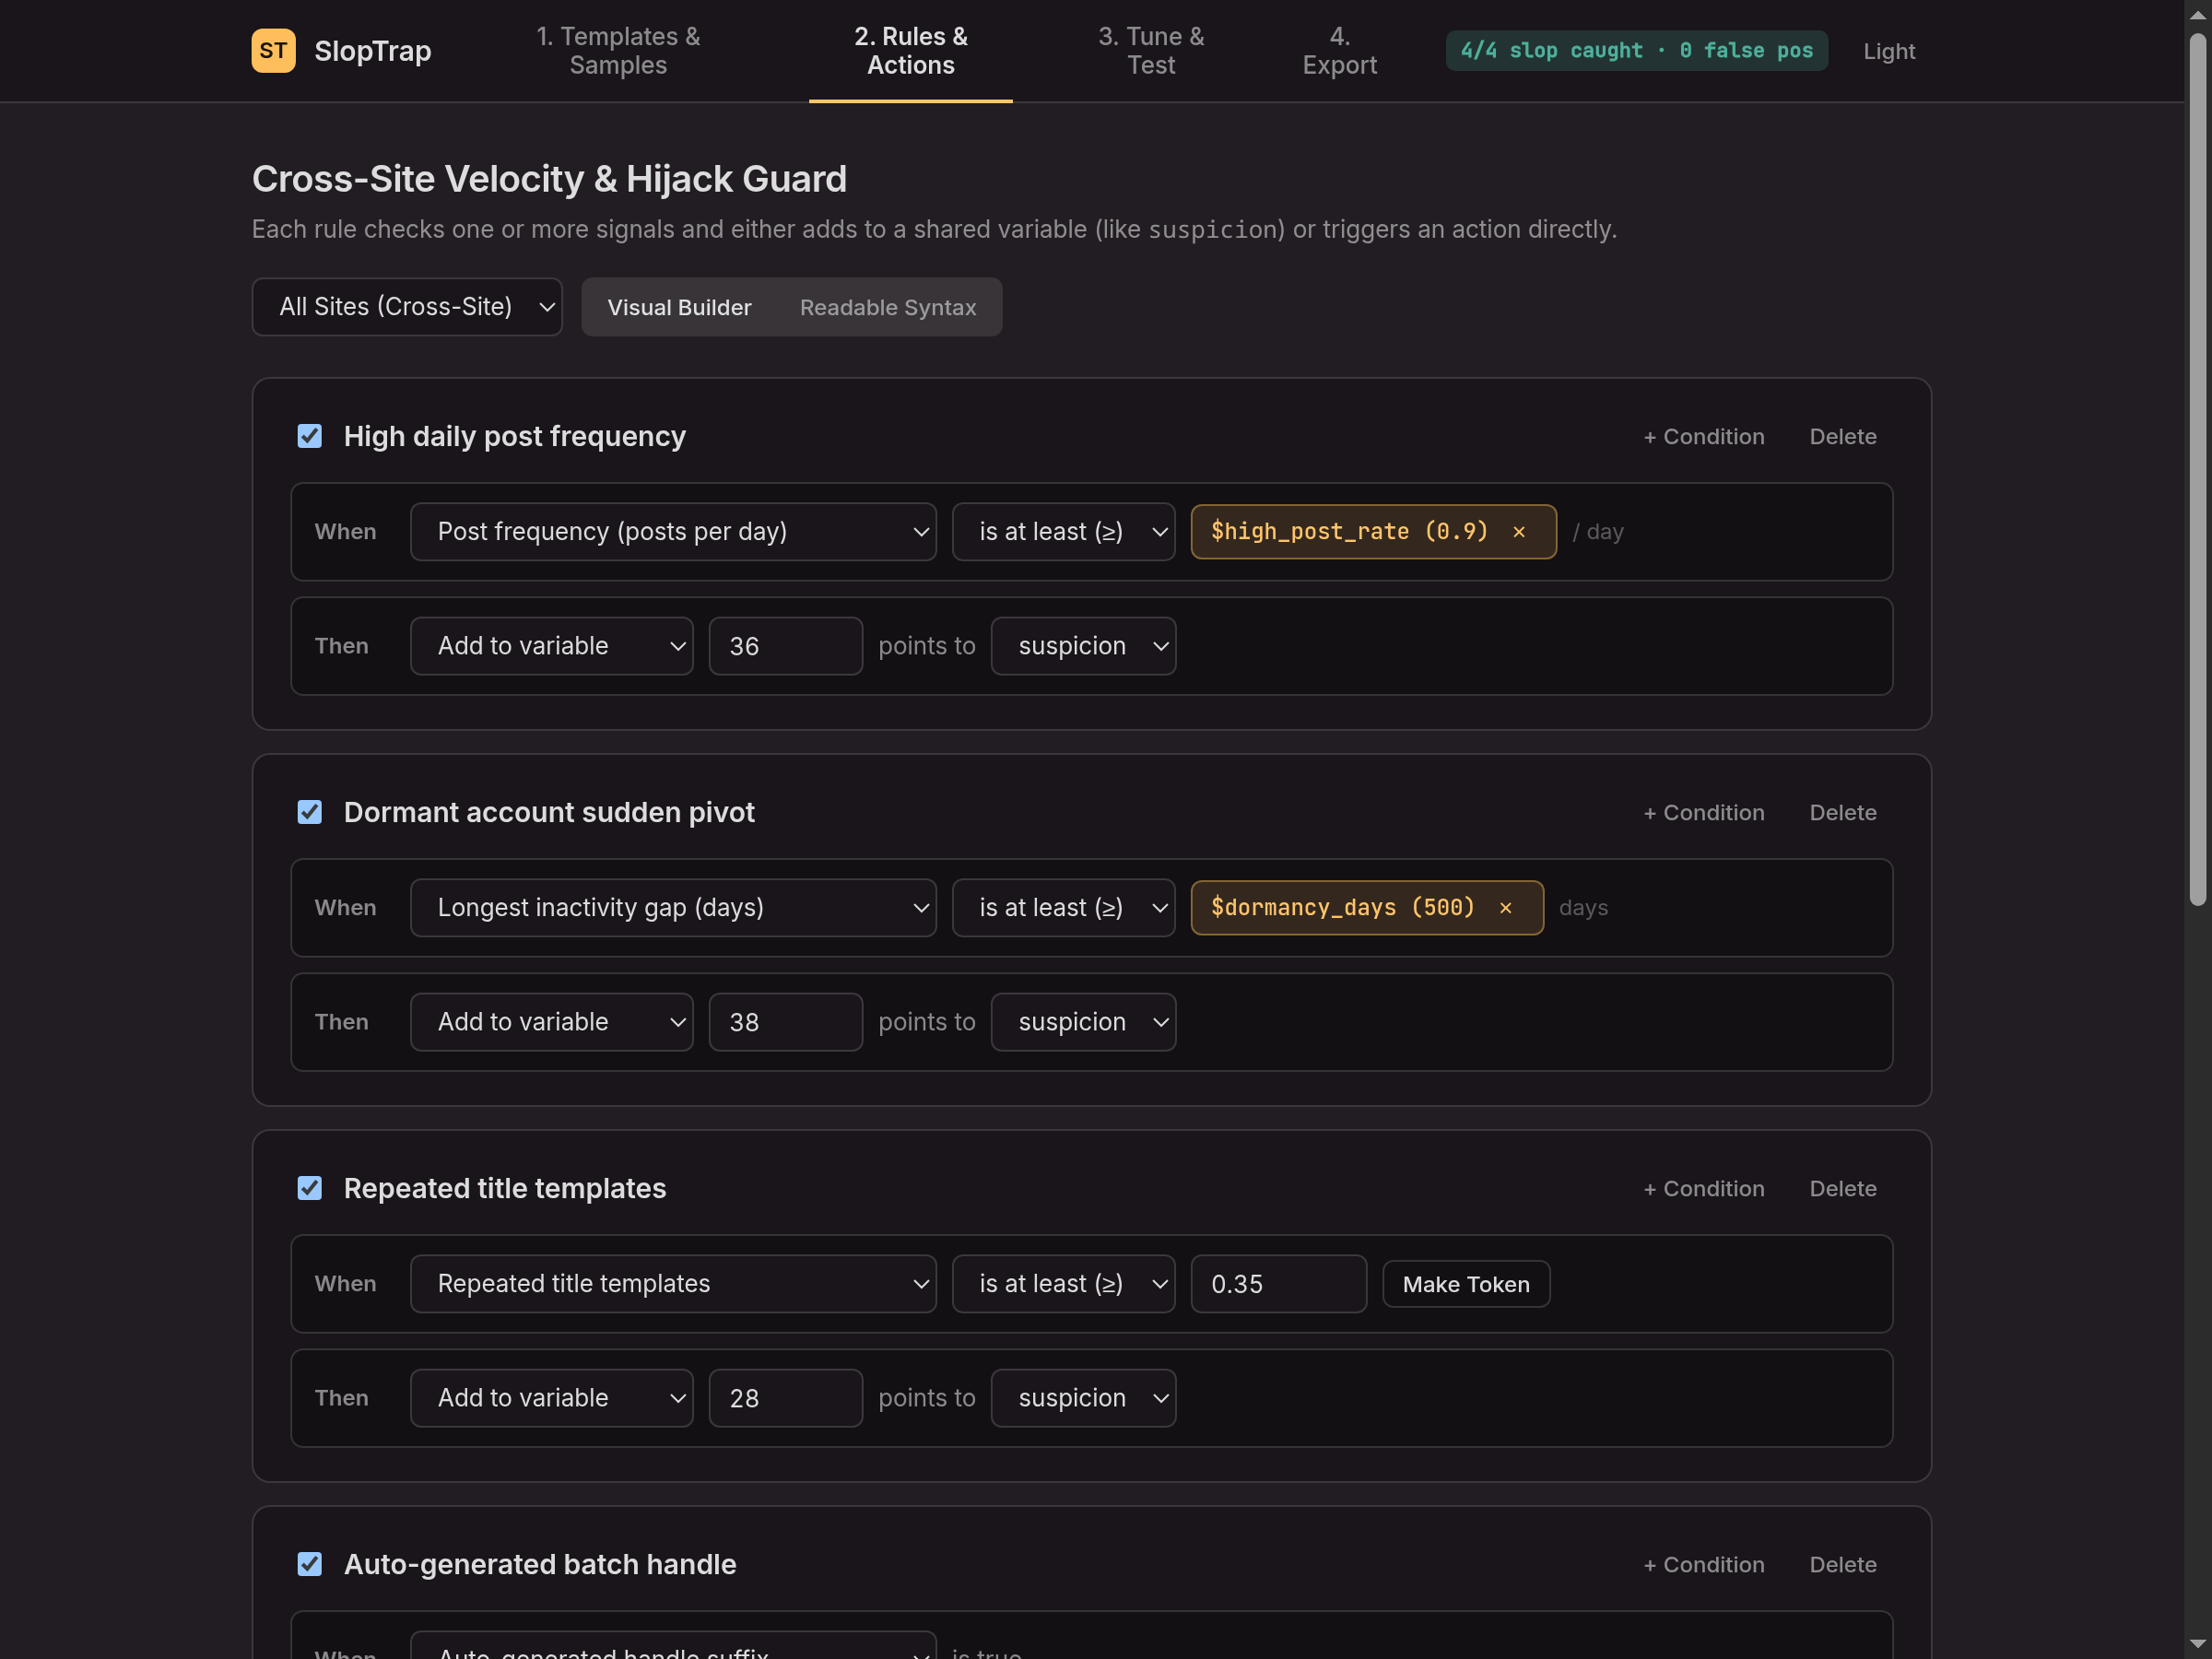 ST SlopTrap
1. Templates &
Samples
2. Rules &
Actions
3. Tune &
Test
4.
Export
4/4 slop caught · 0 false pos
Light
Cross-Site Velocity & Hijack Guard
Each rule checks one or more signals and either adds to a shared variable (like suspicion) or triggers an action directly.
All Sites (Cross-Site) Visual Builder Readable Syntax
High daily post frequency + Condition Delete
When Post frequency (posts per day) is at least (≥) $high_post_rate (0.9) × / day
Then Add to variable 36 points to suspicion
Dormant account sudden pivot + Condition Delete
When Longest inactivity gap (days) is at least (≥) $dormancy_days (500) × days
Then Add to variable 38 points to suspicion
Repeated title templates + Condition Delete
When Repeated title templates is at least (≥) 0.35 Make Token
Then Add to variable 28 points to suspicion
Auto-generated batch handle + Condition Delete
When Auto-generated handle suffix is true